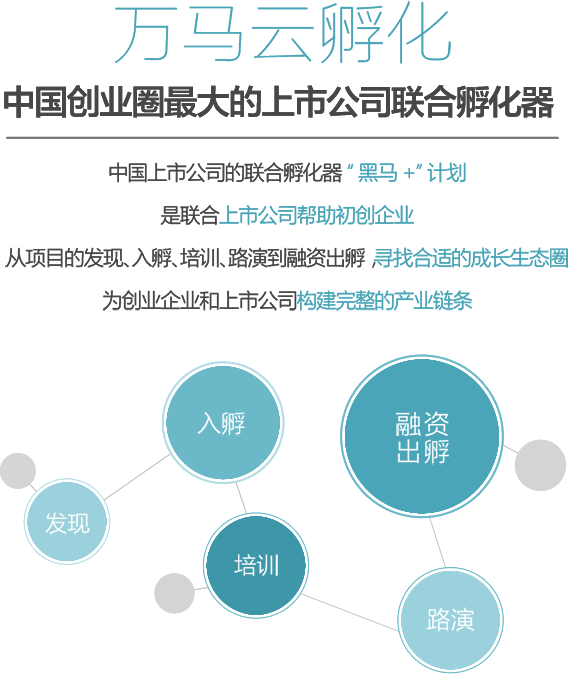 万马云孵化
中国创业圈最大的上市公司联合孵化器
中国上市公司的联合孵化器 “ 黑马 +” 计划
是联合上市公司帮助初创企业
从项目的发现、入孵、培训、路演到融资出孵 ,寻找合适的成长生态圈
为创业企业和上市公司构建完整的产业链条
入孵
融资
出孵
发现
培训
路演